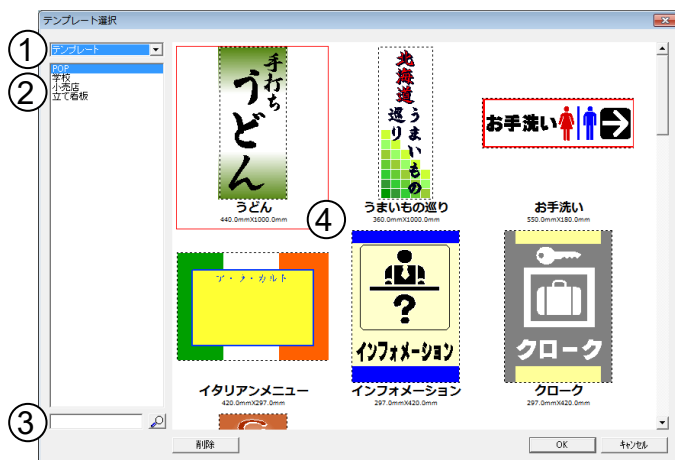 テンプレート選択
①
テンプレート
②
POP
学校
小売店
立て看板
③
手打ち
うどん
うどん
440.0mmX1000.0mm
北海道
うまいもの
巡り
④
うまいもの巡り
360.0mmX1000.0mm
お手洗い
お手洗い
550.0mmX180.0mm
ア・ラ・カルト
イタリアンメニュー
420.0mmX297.0mm
?
インフォメーション
インフォメーション
297.0mmX420.0mm
クローク
クローク
297.0mmX420.0mm
削除
OK
キャンセル